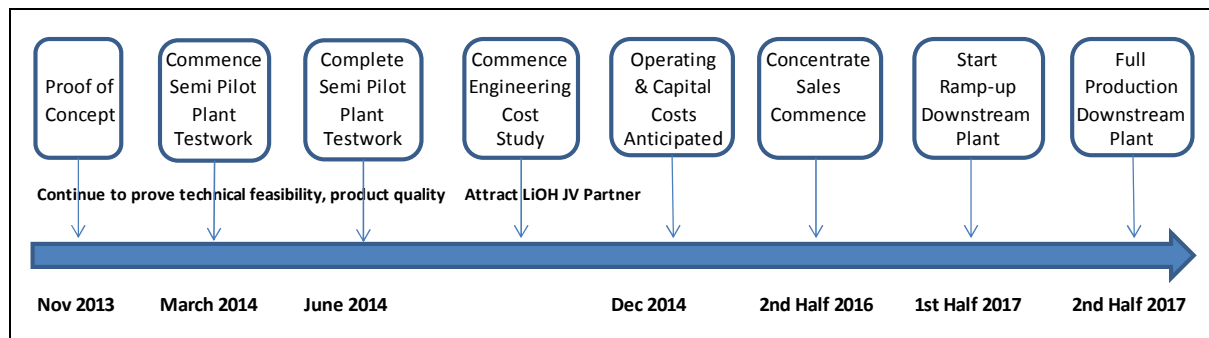 Proof of
Concept
Commence
Semi Pilot
Plant
Testwork
Complete
Semi Pilot
Plant
Testwork
Commence
Engineering
Cost
Study
Operating
& Capital
Costs
Anticipated
Concentrate
Sales
Commence
Start
Ramp-up
Downstream
Plant
Full
Production
Downstream
Plant
Continue to prove technical feasibility, product quality
Attract LiOH JV Partner
Nov 2013
March 2014
June 2014
Dec 2014
2nd Half 2016
1st Half 2017
2nd Half 2017